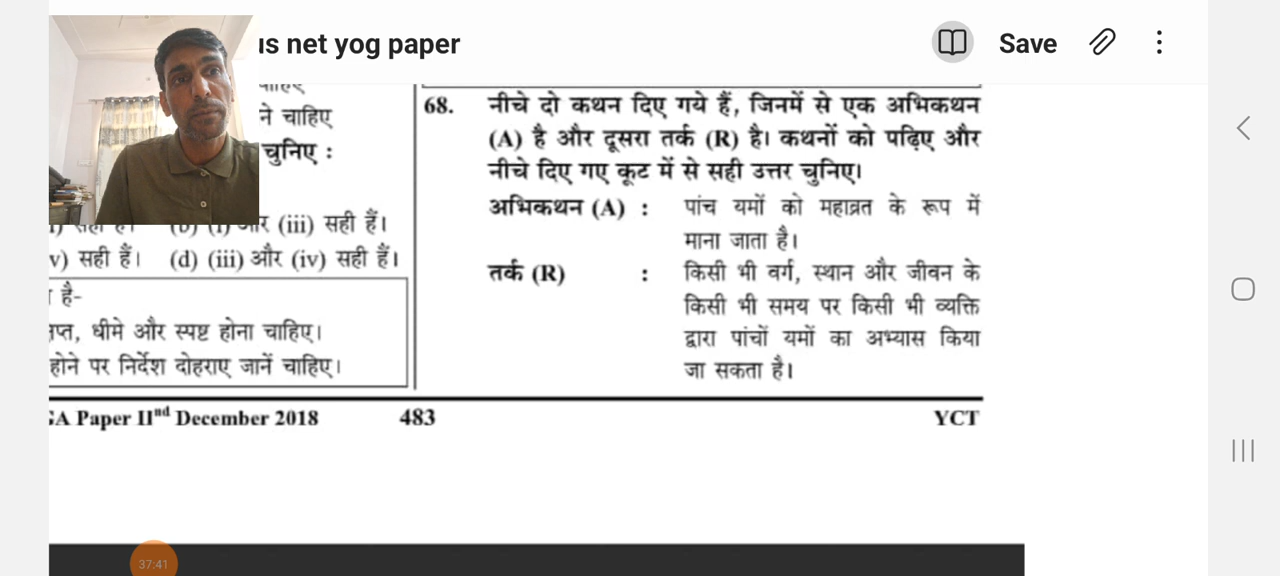 us net yog paper
Save
ने चाहिए
चुनिए :
(iii) सही हैं।
v) सही हैं। (d) (iii) और (iv) सही हैं।
है-
धीमे और स्पष्ट होना चाहिए।
होने पर निर्देश दोहराए जानें चाहिए।
68. नीचे दो कथन दिए गये हैं, जिनमें से एक अभिकथन
(A) है और दूसरा तर्क (R) है। कथनों को पढ़िए और
नीचे दिए गए कूट में से सही उत्तर चुनिए।
अभिकथन (A) : पांच यमों को महाव्रत के रूप में
माना जाता है।
तर्क (R) : किसी भी वर्ग, स्थान और जीवन के
किसी भी समय पर किसी भी व्यक्ति
द्वारा पांचों यमों का अभ्यास किया
जा सकता है।
GA Paper IInd December 2018 483 YCT
37:41